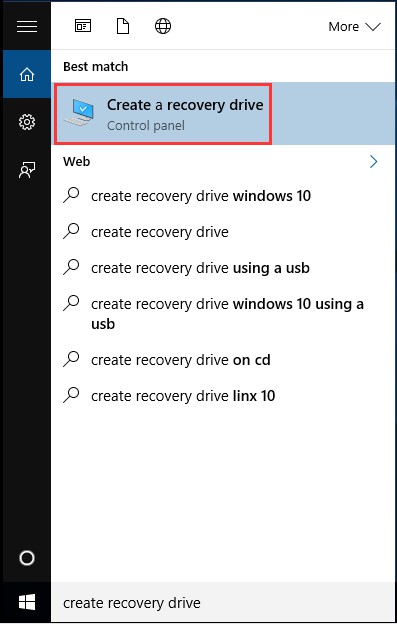 More
Best match
Create a recovery drive
Control panel
Web
create recovery drive windows 10
create recovery drive
create recovery drive using a usb
create recovery drive windows 10 using a
usb
create recovery drive on cd
create recovery drive linx 10
create recovery drive